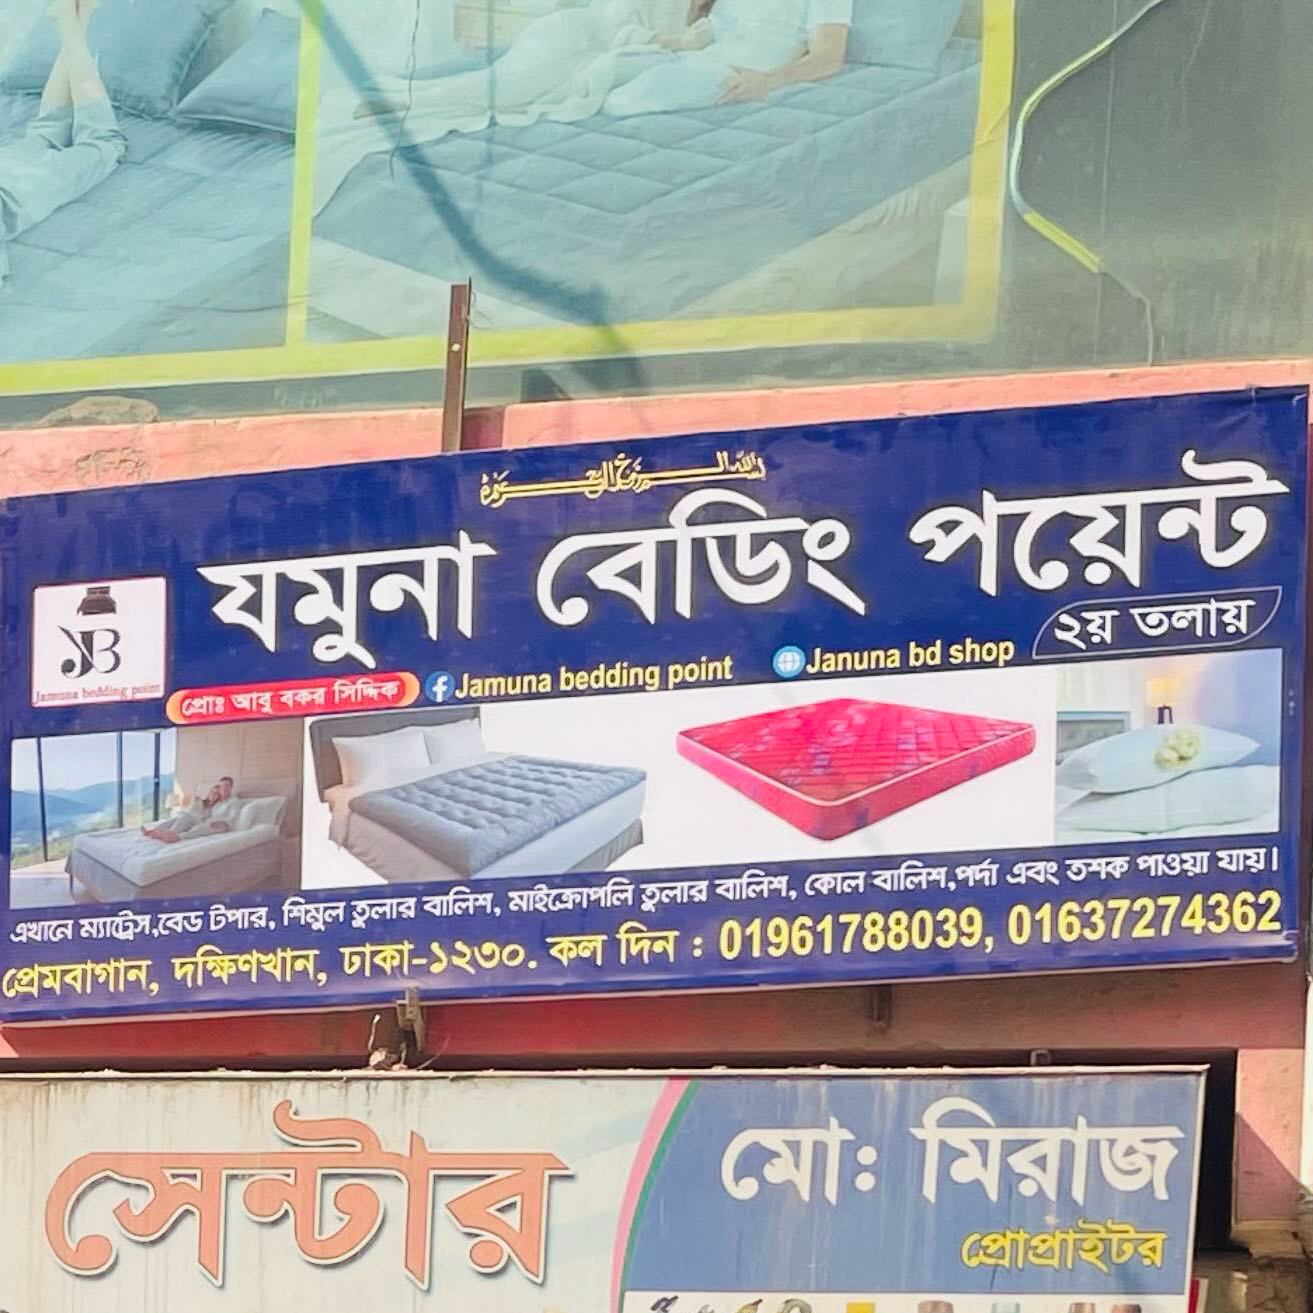 যমুনা বেডিং পয়েন্ট
২য় তলায়
JB
Jamuna bedding point
প্রোঃ আবু বকর সিদ্দিক
Jamuna bedding point
Januna bd shop
এখানে ম্যাট্রেস,বেড টপার, শিমুল তুলার বালিশ, মাইক্রোপলি তুলার বালিশ, কোল বালিশ,পর্দা এবং তশক পাওয়া যায়।
প্রেমবাগান, দক্ষিণখান, ঢাকা-১২৩০. কল দিন : 01961788039, 01637274362
সেন্টার
মো: মিরাজ
প্রোপ্রাইটর